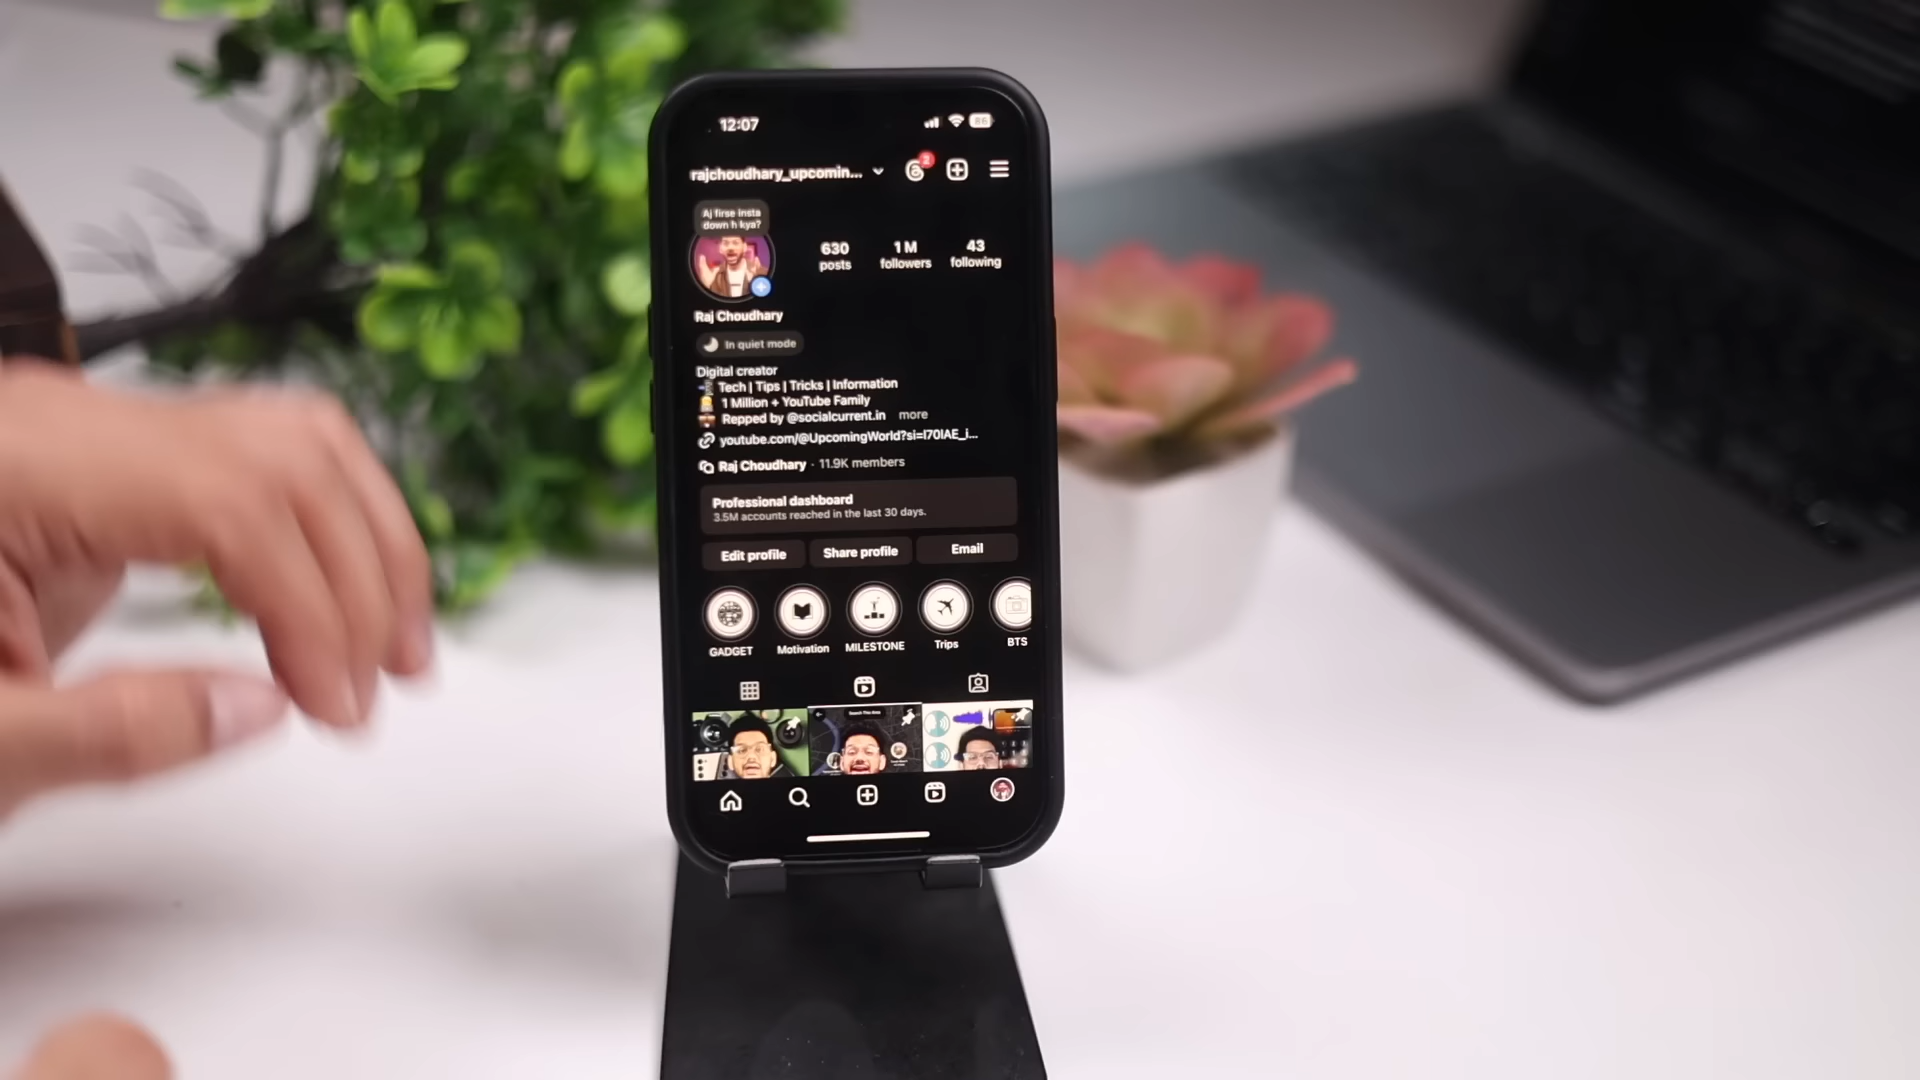 12:07
86
rajchoudhary_upcomin...
2
Aj firse insta
down h kya?
630
posts
1 M
followers
43
following
Raj Choudhary
In quiet mode
Digital creator
Tech | Tips | Tricks | Information
1 Million + YouTube Family
Repped by @socialcurrent.in more
youtube.com/@UpcomingWorld?si=I70IAE_i...
Raj Choudhary · 11.9K members
Professional dashboard
3.5M accounts reached in the last 30 days.
Edit profile
Share profile
Email
GADGET
Motivation
MILESTONE
Trips
BTS